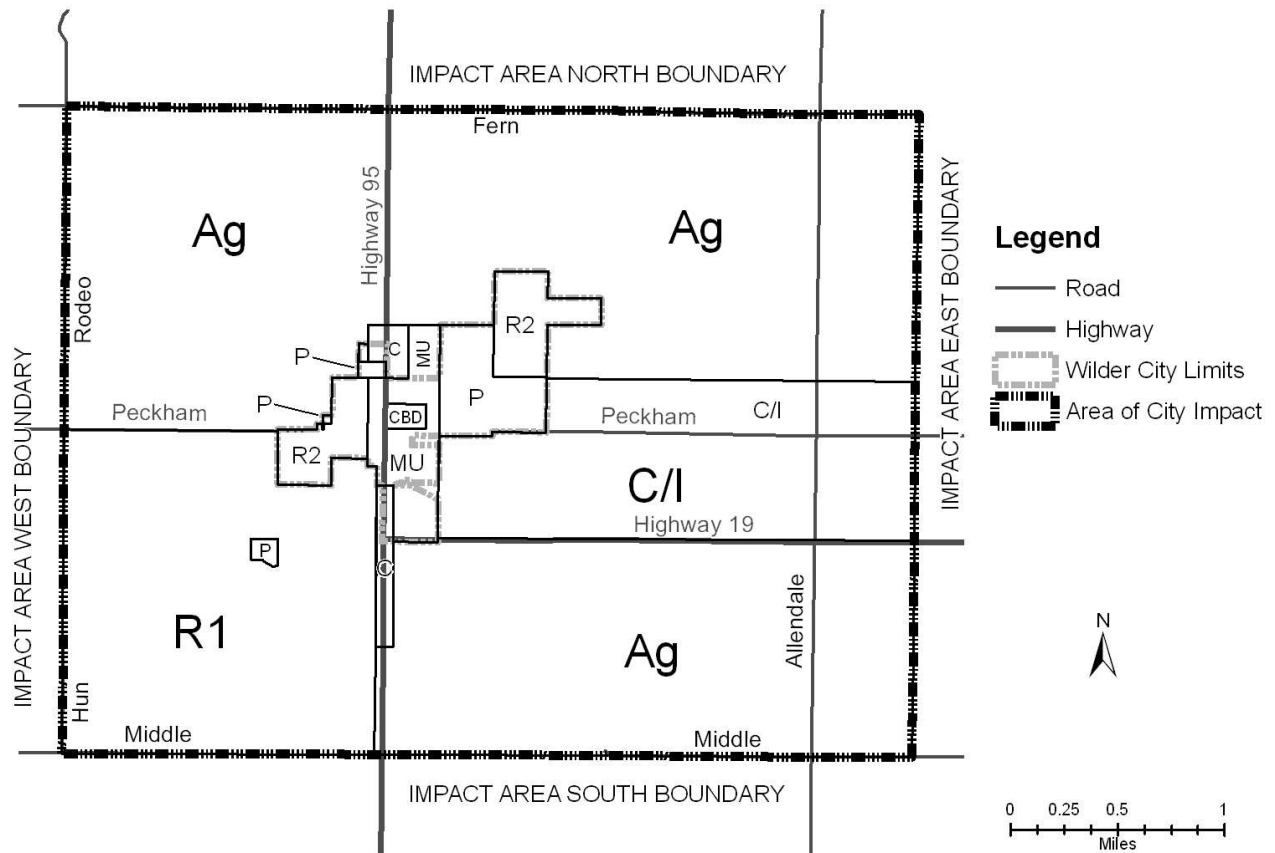 IMPACT AREA NORTH BOUNDARY
Fern
Highway 95
Ag
Ag
IMPACT AREA EAST BOUNDARY
Legend
Road
Highway
Wilder City Limits
Area of City Impact
Rodeo
R2
C
MU
P
P
P
CBD
C/I
Peckham
Peckham
IMPACT AREA WEST BOUNDARY
R2
MU
C/I
Highway 19
P
C
R1
Ag
Allendale
N
Hun
Middle
Middle
IMPACT AREA SOUTH BOUNDARY
0 0.25 0.5 1
Miles